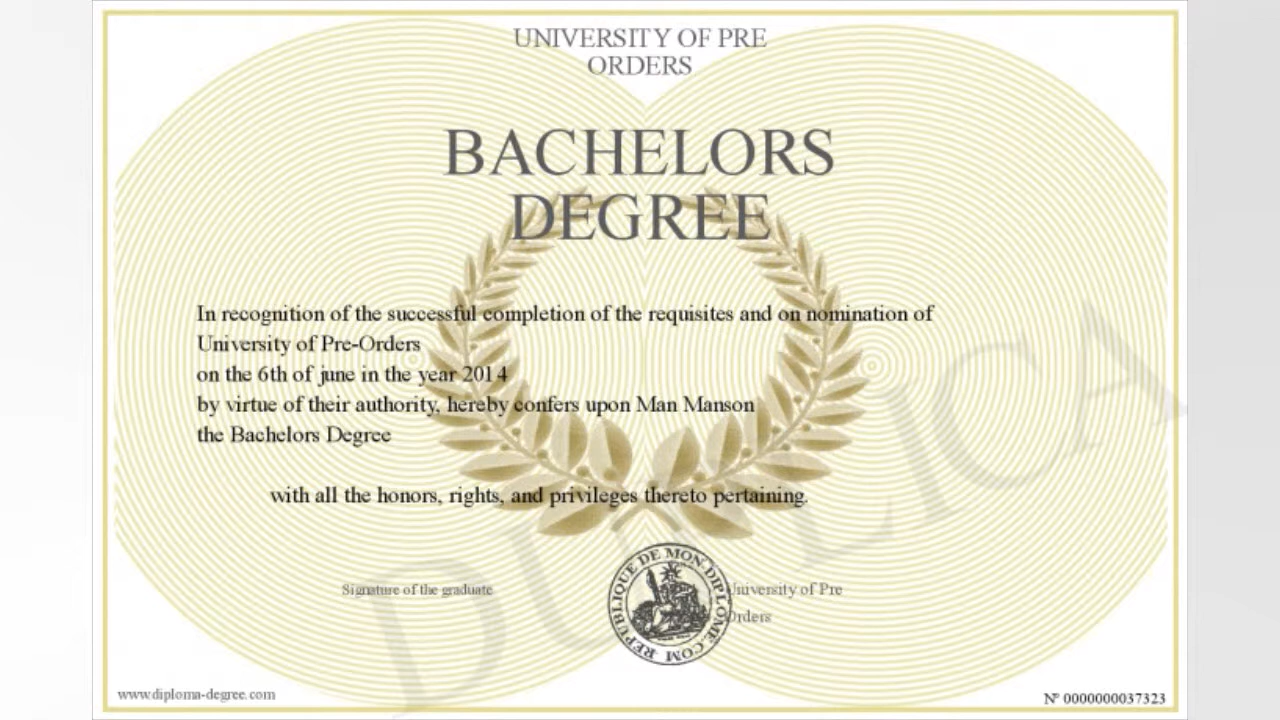 UNIVERSITY OF PRE
ORDERS
BACHELORS
DEGREE
In recognition of the successful completion of the requisites and on nomination of
University of Pre-Orders
on the 6th of june in the year 2014
by virtue of their authority, hereby confers upon Man Manson
the Bachelors Degree
with all the honors, rights, and privileges thereto pertaining.
Signature of the graduate
University of Pre
Orders
REPUBLIQUE DE MON-DIPLOME.COM
DUPLICA
www.diploma-degree.com
Nº 0000000037323